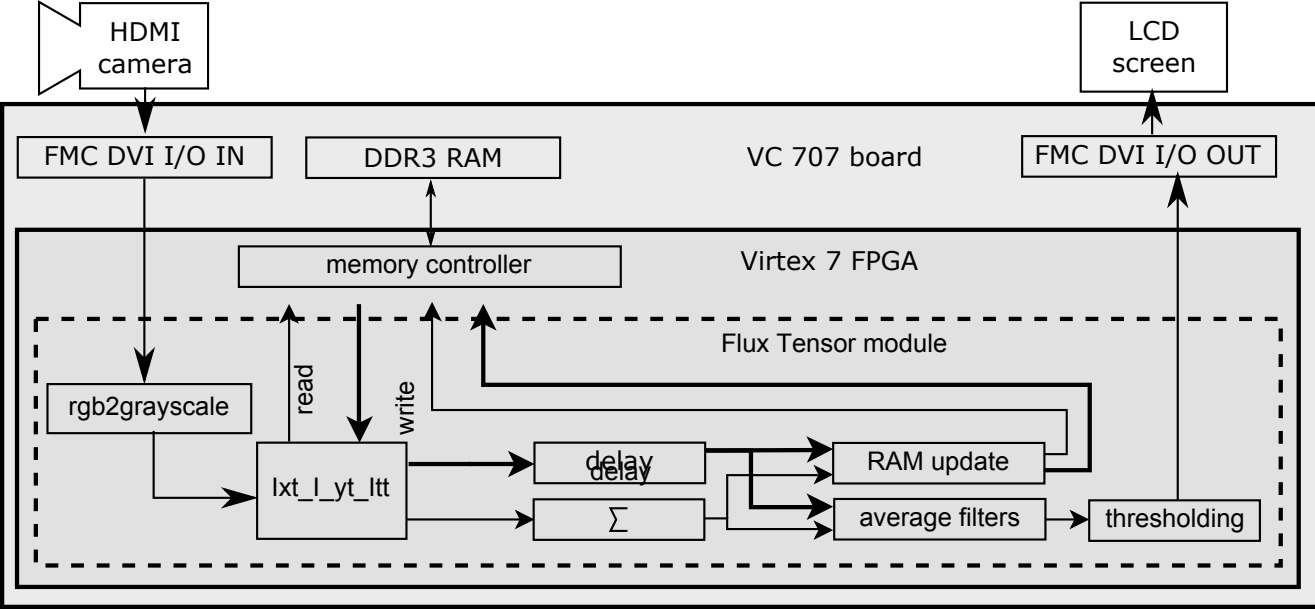 HDMI
camera
LCD
screen
FMC DVI I/O IN
DDR3 RAM
VC 707 board
FMC DVI I/O OUT
memory controller
Virtex 7 FPGA
Flux Tensor module
rgb2grayscale
read
write
Ixt_I_yt_Itt
delay
delay
RAM update
Σ
average filters
thresholding